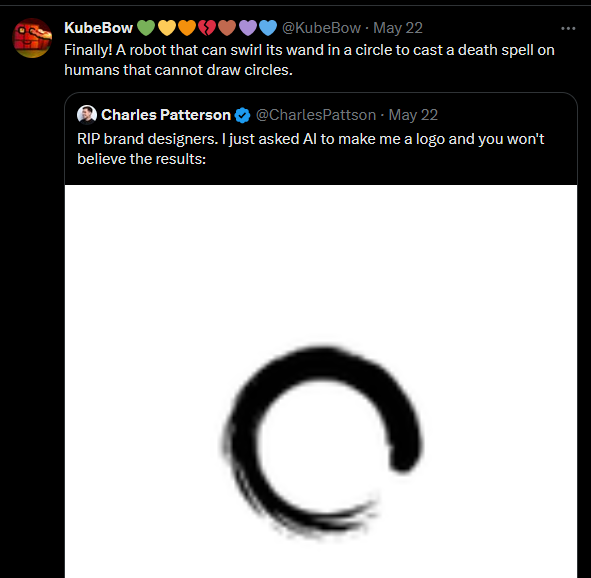 KubeBow 💚💛🧡💔🤎💜💙 @KubeBow · May 22
Finally! A robot that can swirl its wand in a circle to cast a death spell on
humans that cannot draw circles.
Charles Patterson @CharlesPattson · May 22
RIP brand designers. I just asked AI to make me a logo and you won't
believe the results: